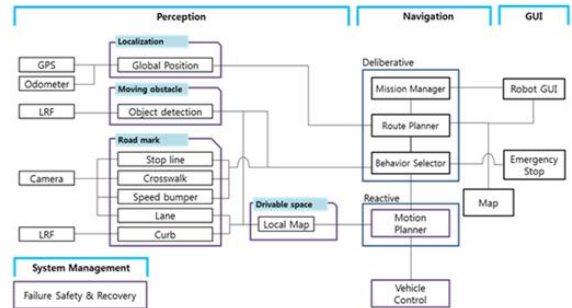 Perception
Navigation
GUI
Localization
GPS
Global Position
Odometer
Moving obstacle
LRF
Object detection
Road mark
Stop line
Camera
Crosswalk
Speed bumper
Lane
LRF
Curb
Drivable space
Local Map
Deliberative
Mission Manager
Robot GUI
Route Planner
Behavior Selector
Emergency
Stop
Map
Reactive
Motion
Planner
Vehicle
Control
System Management
Failure Safety & Recovery